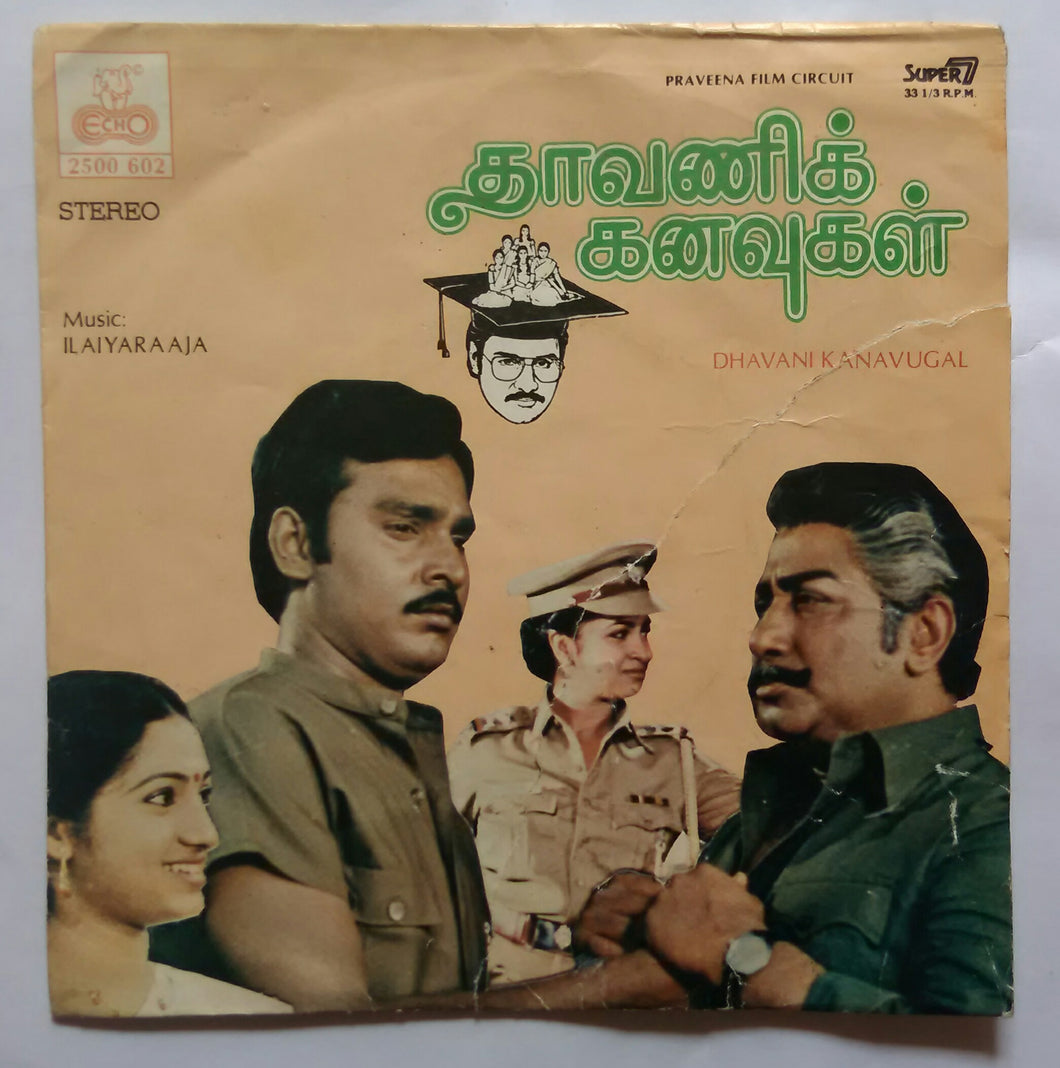 PRAVEENA FILM CIRCUIT
SUPER 7
33 1/3 R.P.M.
ECHO
2500 602
STEREO
தாவணிக்
கனவுகள்
Music:
ILAIYARAAJA
DHAVANI KANAVUGAL